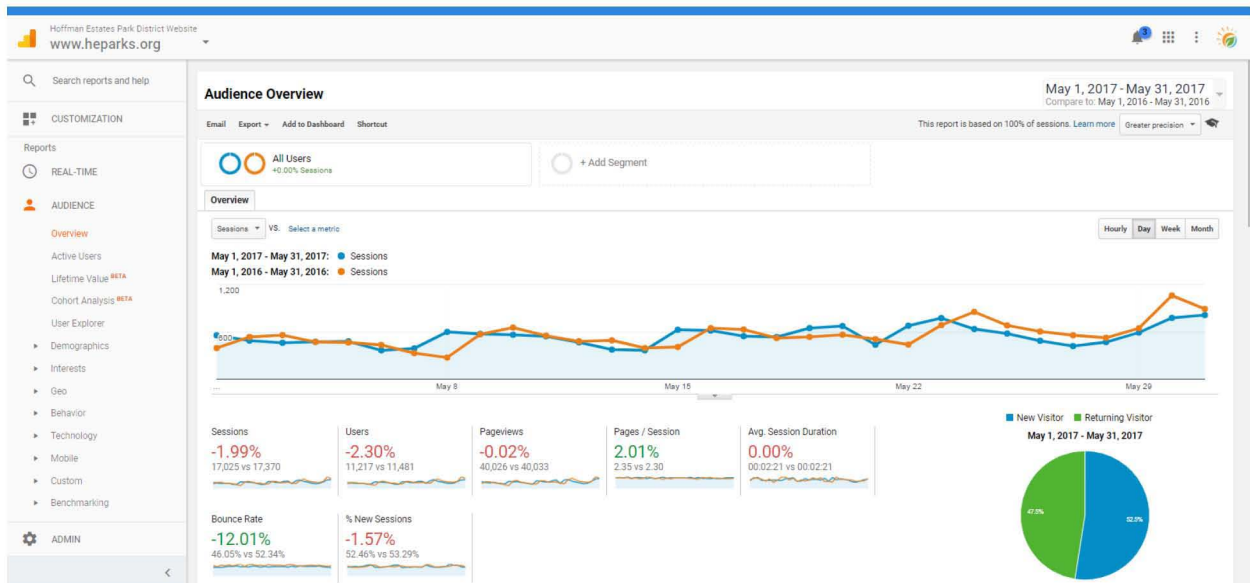 Hoffman Estates Park District Website
www.heparks.org
3
Search reports and help
CUSTOMIZATION
Reports
REAL-TIME
AUDIENCE
Overview
Active Users
Lifetime Value BETA
Cohort Analysis BETA
User Explorer
Demographics
Interests
Geo
Behavior
Technology
Mobile
Custom
Benchmarking
ADMIN
Audience Overview
May 1, 2017 - May 31, 2017
Compare to: May 1, 2016 - May 31, 2016
Email Export Add to Dashboard Shortcut
This report is based on 100% of sessions. Learn more Greater precision
All Users
+0.00% Sessions
+ Add Segment
Overview
Sessions VS. Select a metric
Hourly Day Week Month
May 1, 2017 - May 31, 2017: Sessions
May 1, 2016 - May 31, 2016: Sessions
1,200
600
... May 8 May 15 May 22 May 29
Sessions Users Pageviews Pages / Session Avg. Session Duration
-1.99% -2.30% -0.02% 2.01% 0.00%
17,025 vs 17,370 11,217 vs 11,481 40,026 vs 40,033 2.35 vs 2.30 00:02:21 vs 00:02:21
Bounce Rate % New Sessions
-12.01% -1.57%
46.05% vs 52.34% 52.46% vs 53.29%
New Visitor Returning Visitor
May 1, 2017 - May 31, 2017
47.5% 52.5%